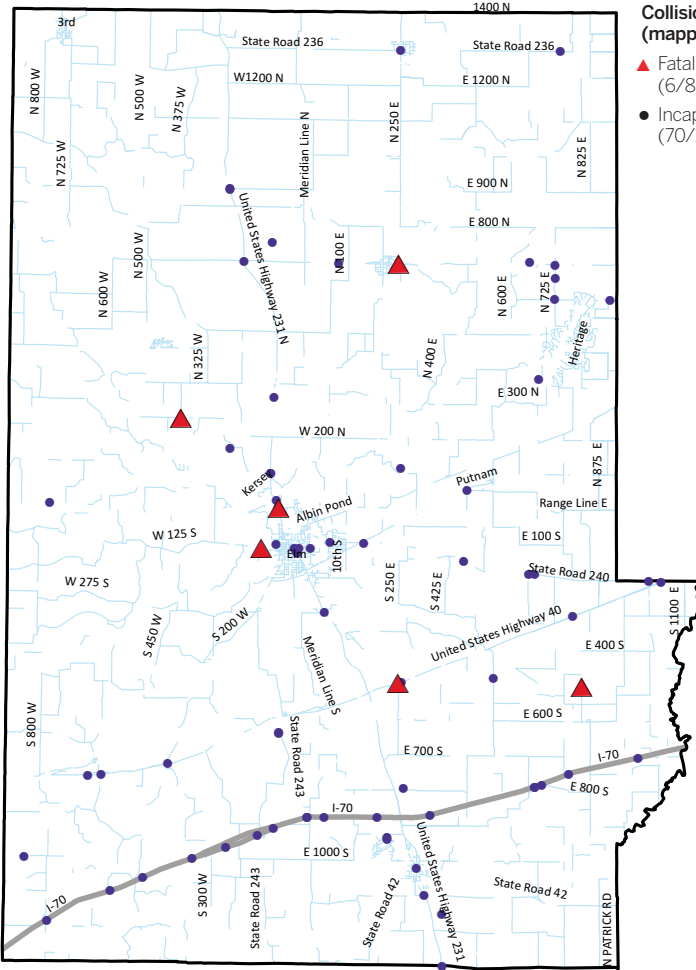 1400 N
Collisio
(mapp
3rd
State Road 236
State Road 236
Fatal
(6/8
W1200 N
E 1200 N
N 800 W
N 500 W
N 375 W
Meridian Line N
N 250 E
Incap
(70/
N 725 W
N 825 E
E 900 N
United States Highway 231 N
E 800 N
N 500 W
N 100 E
N 600 W
N 600 E
N 725 E
Heritage
N 325 W
N 400 E
E 300 N
W 200 N
N 875 E
Kersey
Putnam
Albin Pond
Range Line E
W 125 S
E 100 S
Elm
10th S
W 275 S
S 250 E
S 425 E
State Road 240
S 450 W
S 200 W
S 1100 E
United States Highway 40
Meridian Line S
E 400 S
S 800 W
E 600 S
State Road 243
E 700 S
I-70
E 800 S
I-70
E 1000 S
United States Highway 231
S 300 W
State Road 243
State Road 42
State Road 42
I-70
N PATRICK RD